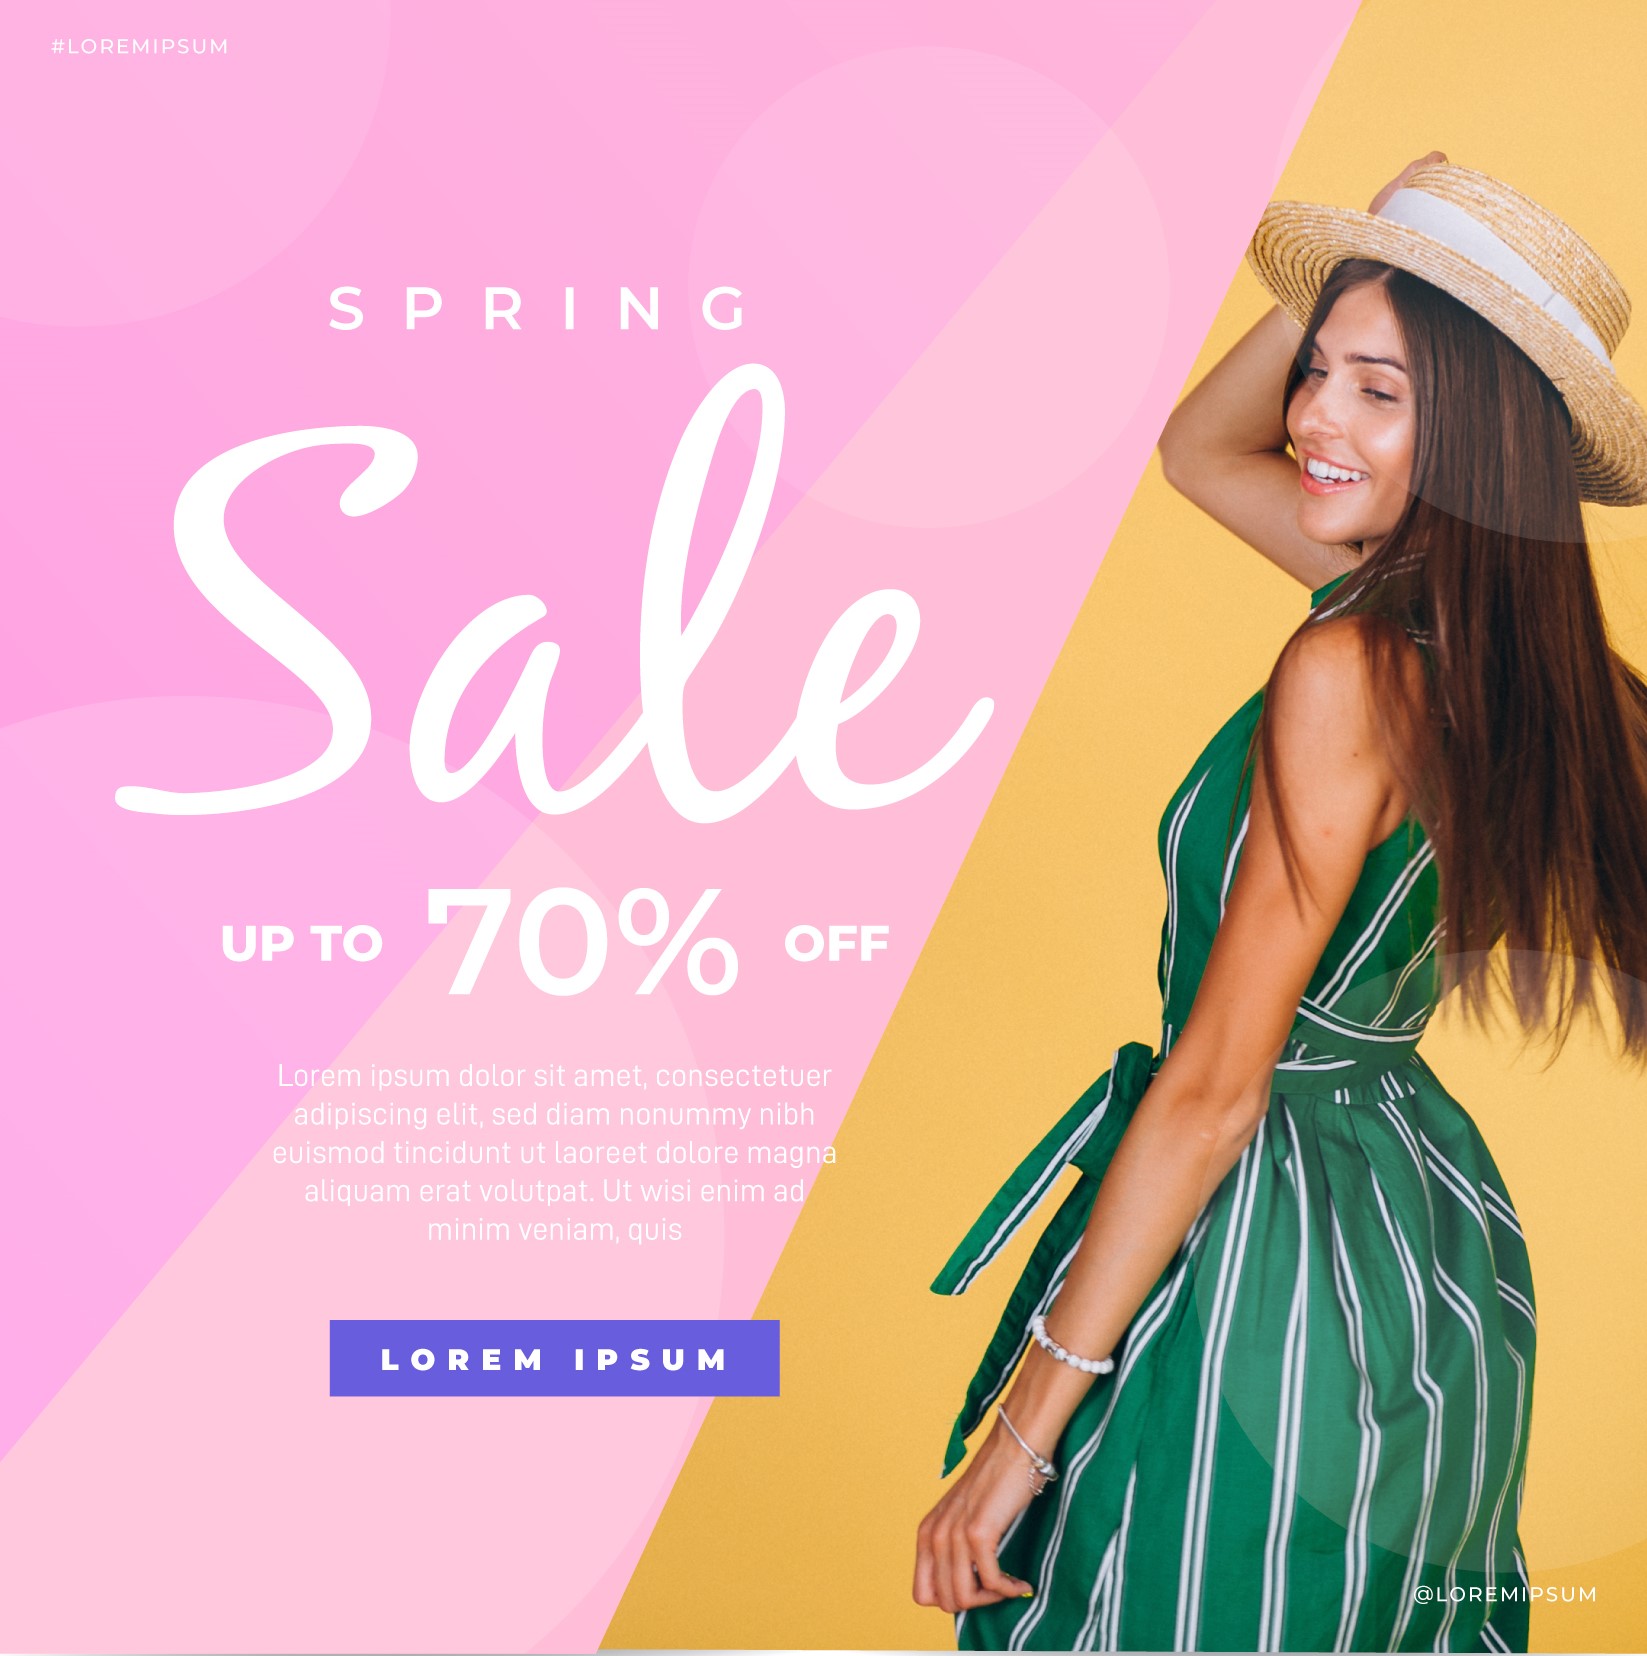 #LOREMIPSUM
SPRING
Sale
UP TO 70% OFF
Lorem ipsum dolor sit amet, consectetuer
adipiscing elit, sed diam nonummy nibh
euismod tincidunt ut laoreet dolore magna
aliquam erat volutpat. Ut wisi enim ad
minim veniam, quis
LOREM IPSUM
@LOREMIPSUM